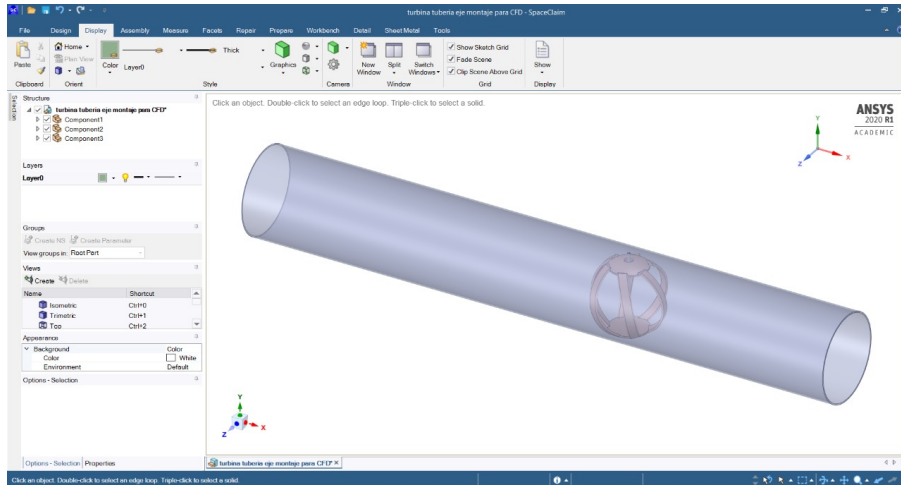 turbina tuberia eje montaje para CFD* - SpaceClaim
File Design Display Assembly Measure Facets Repair Prepare Workbench Detail Sheet Metal Tools
Paste
Home
Plan View
Color
Layer0
Thick
Graphics
New Window
Split
Switch Windows
Show Sketch Grid
Fade Scene
Clip Scene Above Grid
Show
Clipboard Orient Style Camera Window Grid Display
Selection
Structure
turbina tuberia eje montaje para CFD*
Component1
Component2
Component3
Layers
Layer0
Groups
Create NS Create Parameter
View groups in: Root Part
Views
Create Delete
Name Shortcut
Isometric Ctrl+0
Trimetric Ctrl+1
Top Ctrl+2
Appearance
Background Color
Color White
Environment Default
Options - Selection
Options - Selection Properties
Click an object. Double-click to select an edge loop. Triple-click to select a solid.
ANSYS
2020 R1
ACADEMIC
Y
Z
X
Y
Z
X
turbina tuberia eje montaje para CFD*
Click an object. Double-click to select an edge loop. Triple-click to select a solid.